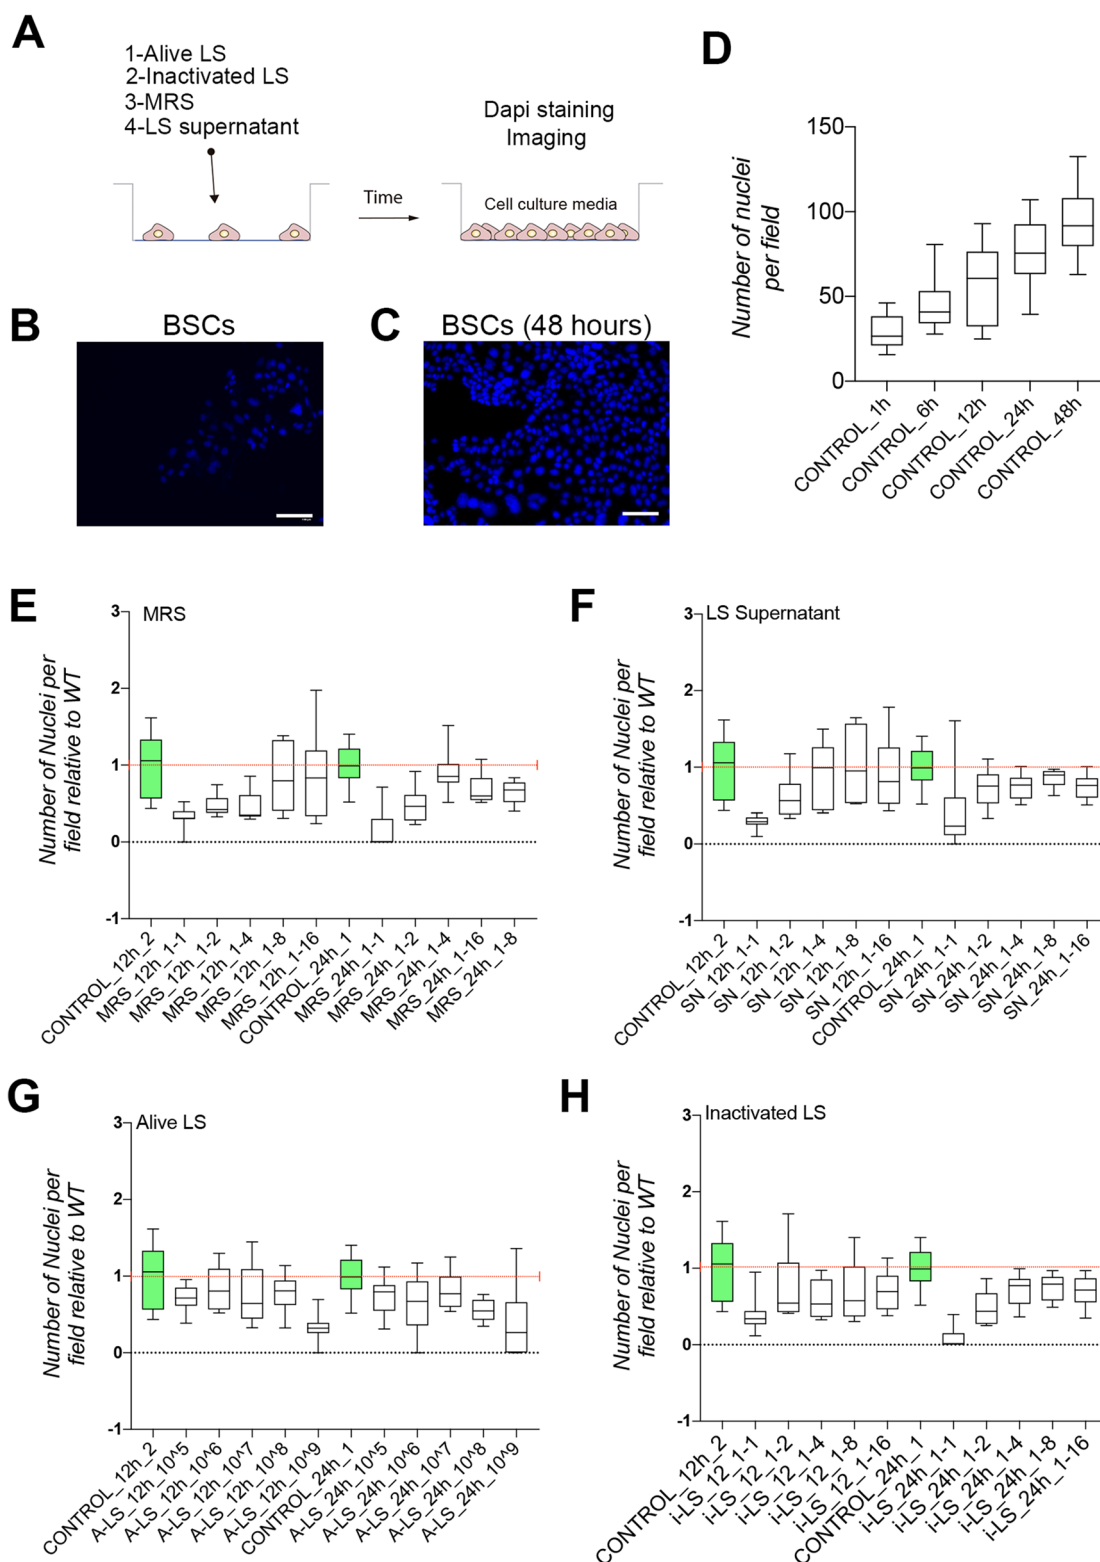 A
1-Alive LS
2-Inactivated LS
3-MRS
4-LS supernatant
Time
Dapi staining
Imaging
Cell culture media
B
BSCs
C
BSCs (48 hours)
D
Number of nuclei
per field
150
100
50
0
CONTROL_1h
CONTROL_6h
CONTROL_12h
CONTROL_24h
CONTROL_48h
E
MRS
Number of Nuclei per
field relative to WT
3
2
1
0
-1
CONTROL_12h_2
MRS_12h_1-1
MRS_12h_1-2
MRS_12h_1-4
MRS_12h_1-8
MRS_12h_1-16
CONTROL_24h_1
MRS_24h_1-1
MRS_24h_1-2
MRS_24h_1-4
MRS_24h_1-16
MRS_24h_1-8
F
LS Supernatant
Number of Nuclei per
field relative to WT
3
2
1
0
-1
CONTROL_12h_2
SN_12h_1-1
SN_12h_1-2
SN_12h_1-4
SN_12h_1-8
SN_12h_1-16
CONTROL_24h_1
SN_24h_1-1
SN_24h_1-2
SN_24h_1-4
SN_24h_1-8
SN_24h_1-16
G
Alive LS
Number of Nuclei per
field relative to WT
3
2
1
0
-1
CONTROL_12h_2
A-LS_12h_10^5
A-LS_12h_10^6
A-LS_12h_10^7
A-LS_12h_10^8
A-LS_12h_10^9
CONTROL_24h_1
A-LS_24h_10^5
A-LS_24h_10^6
A-LS_24h_10^7
A-LS_24h_10^8
A-LS_24h_10^9
H
Inactivated LS
Number of Nuclei per
field relative to WT
3
2
1
0
-1
CONTROL_12h_2
i-LS_12_1-1
i-LS_12_1-2
i-LS_12_1-4
i-LS_12_1-8
i-LS_12_1-16
CONTROL_24h_1
i-LS_24h_1-1
i-LS_24h_1-2
i-LS_24h_1-4
i-LS_24h_1-8
i-LS_24h_1-16